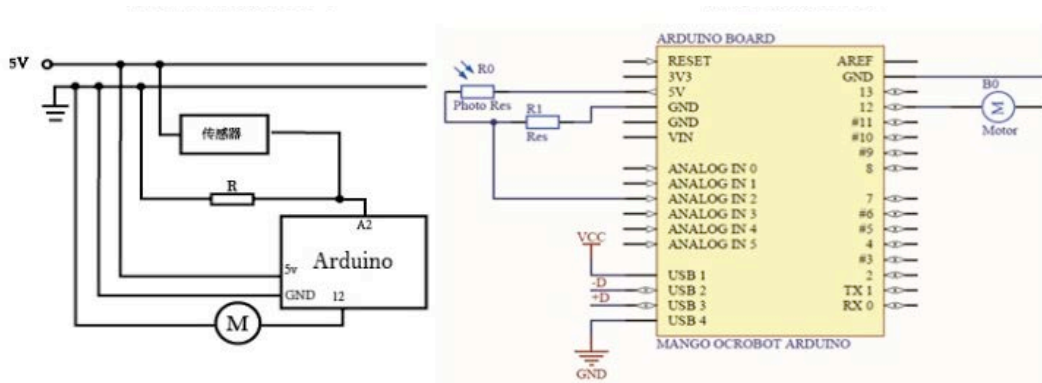 5V
传感器
R
A2
Arduino
5v
GND
12
M
ARDUINO BOARD
RESET
3V3
5V
GND
GND
VIN
ANALOG IN 0
ANALOG IN 1
ANALOG IN 2
ANALOG IN 3
ANALOG IN 4
ANALOG IN 5
USB 1
USB 2
USB 3
USB 4
AREF
GND
13
12
#11
#10
#9
8
7
#6
#5
4
#3
2
TX 1
RX 0
MANGO OCROBOT ARDUINO
R0
Photo Res
R1
Res
VCC
-D
+D
GND
B0
M
Motor